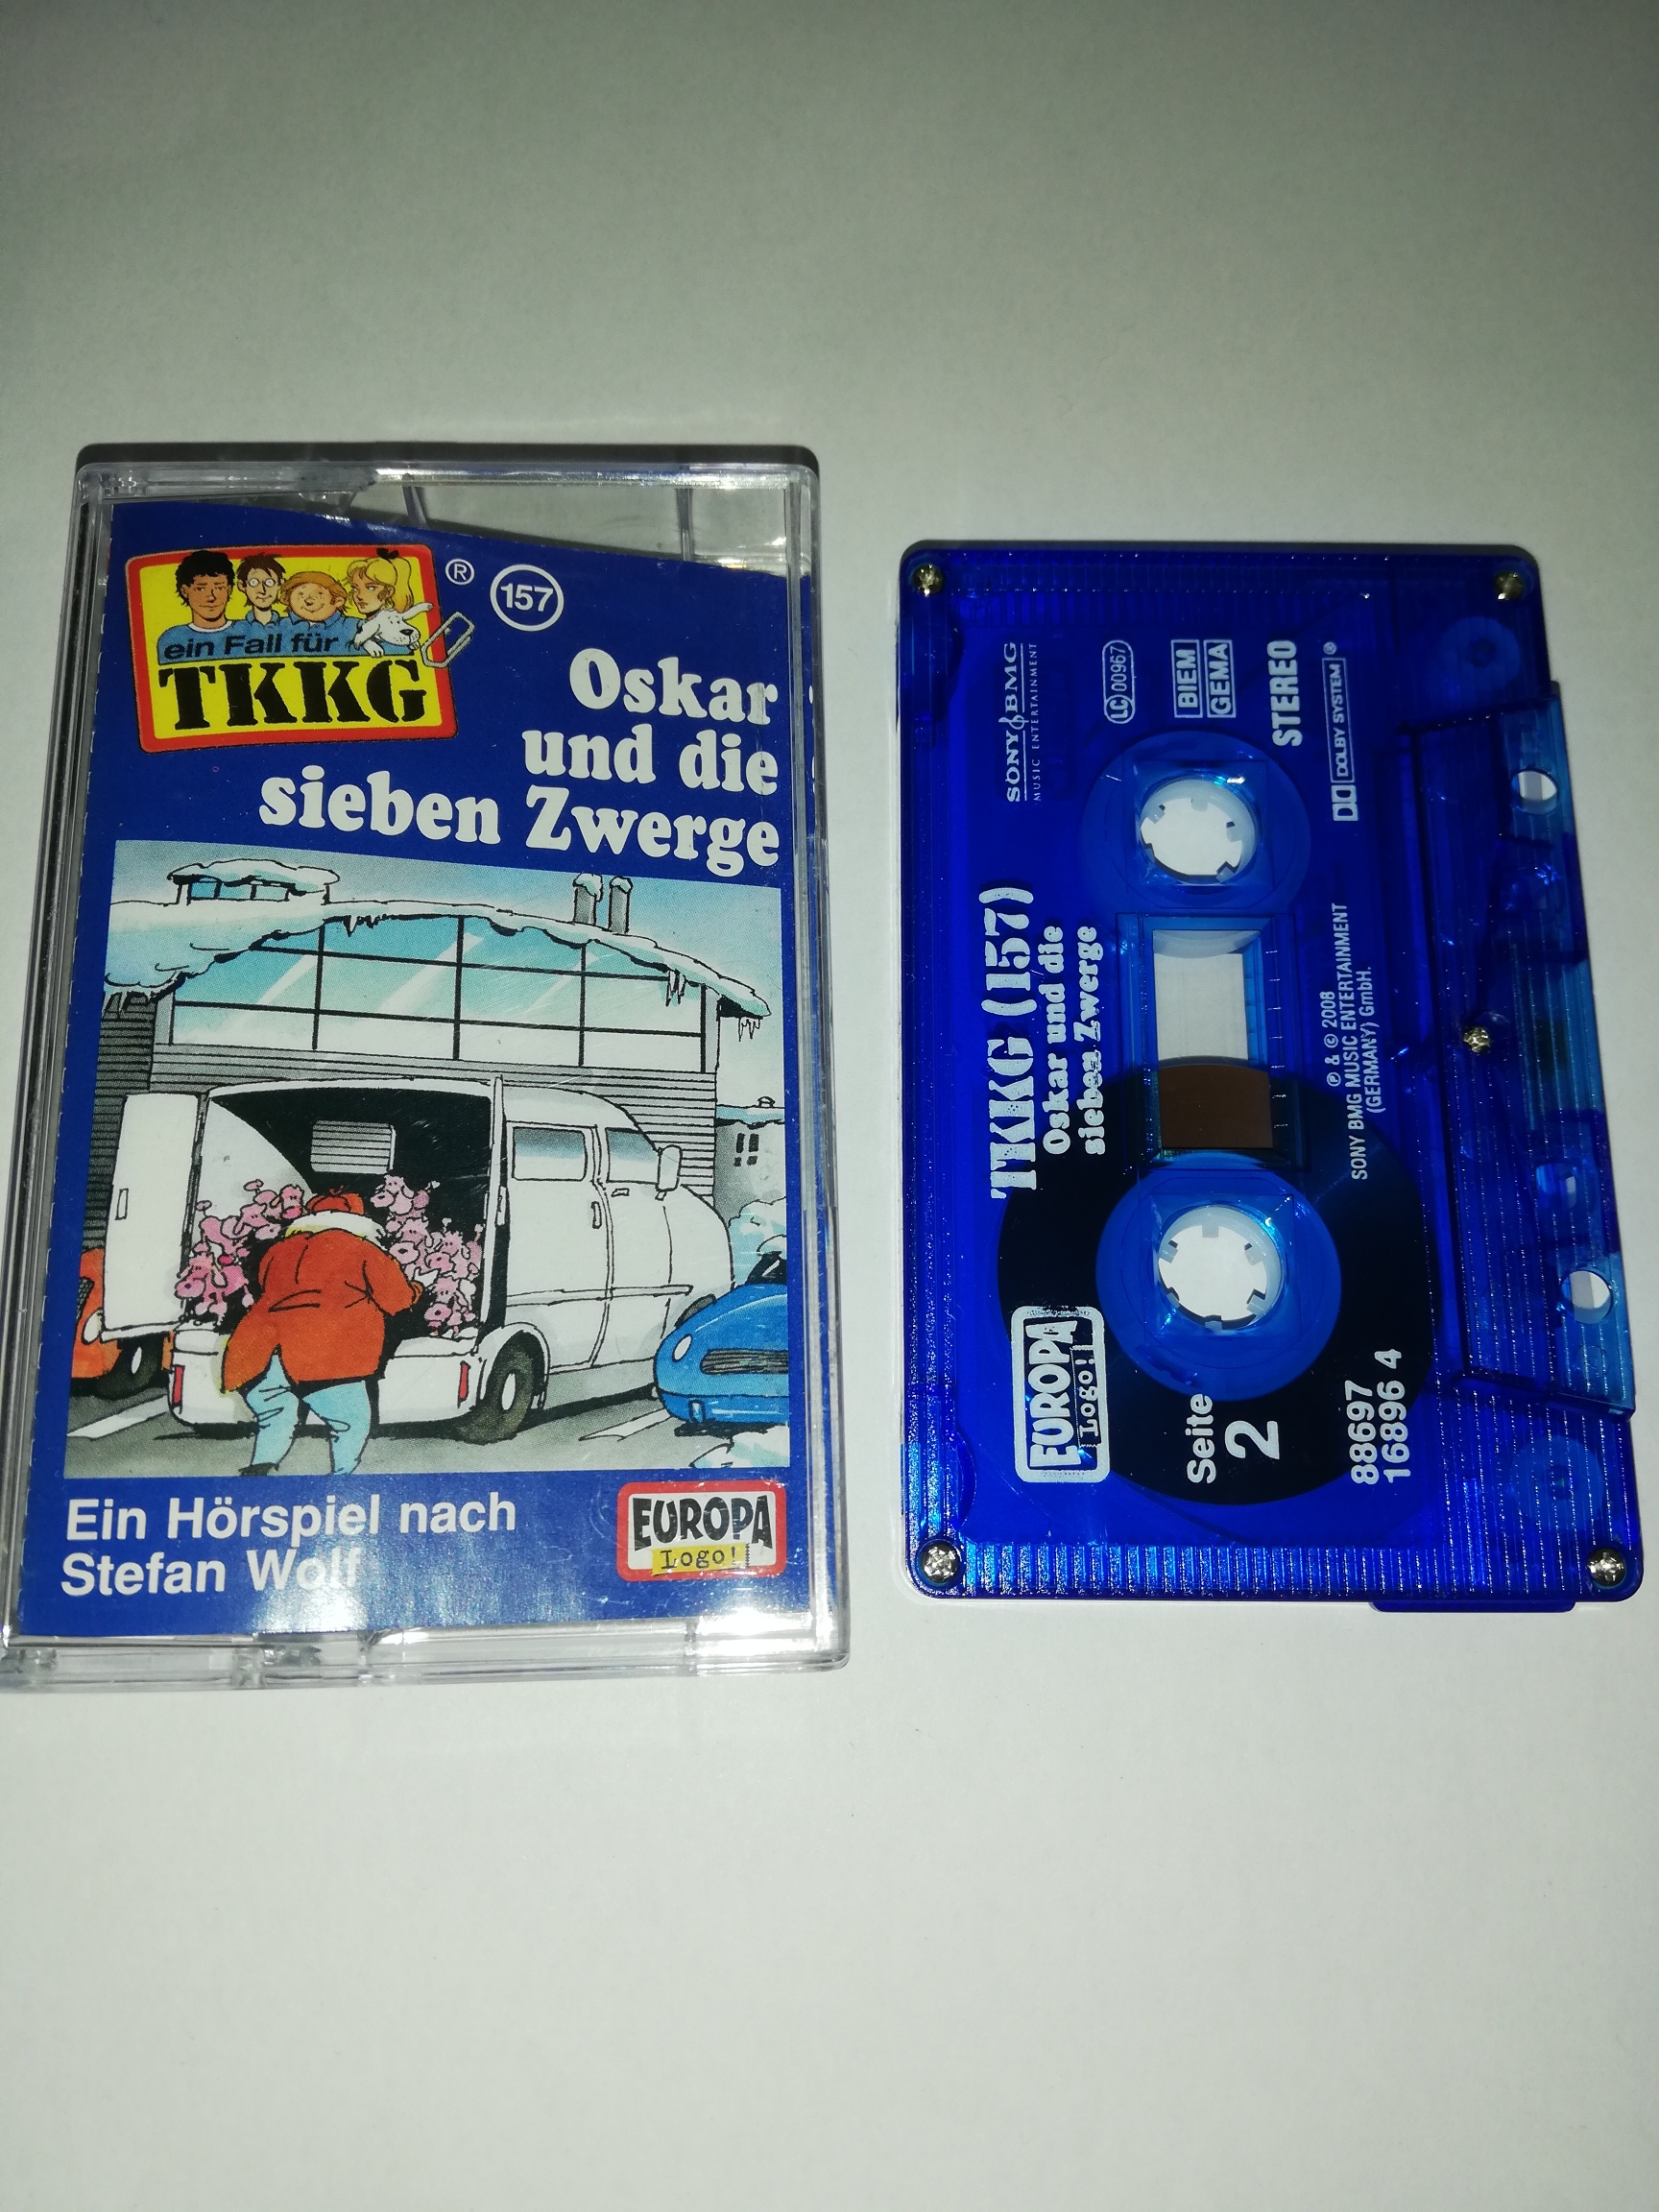 ein Fall für
TKKG
®
157
Oskar
und die
sieben Zwerge
Ein Hörspiel nach
Stefan Wolf
EUROPA
Logo!
TKKG (157)
Oskar und die
sieben Zwerge
SONY BMG
MUSIC ENTERTAINMENT
LC 00967
BIEM
GEMA
STEREO
DOLBY SYSTEM ®
EUROPA
Logo!
Seite
2
℗ & © 2008
SONY BMG MUSIC ENTERTAINMENT
(GERMANY) GmbH.
88697
16896 4